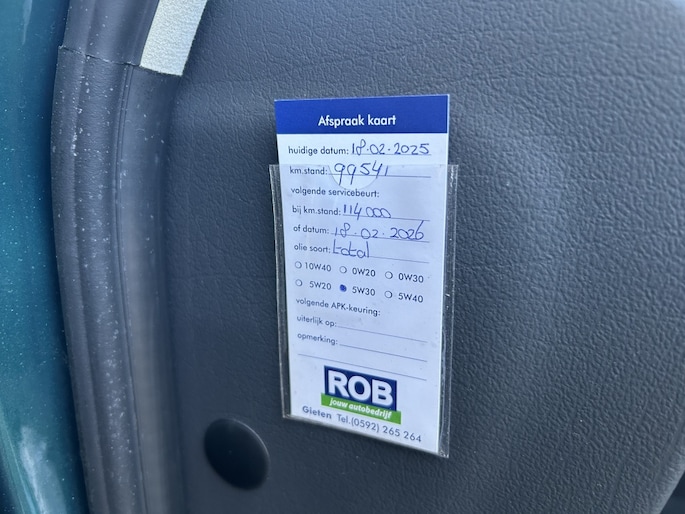 Afspraak kaart
huidige datum: 18-02-2025
km.stand: 99541
volgende servicebeurt:
bij km.stand: 114000
of datum: 18-02-2026
olie soort: total
10W40 0W20 0W30
5W20 5W30 5W40
volgende APK-keuring:
uiterlijk op:
opmerking:
ROB
jouw autobedrijf
Gieten Tel.(0592) 265 264